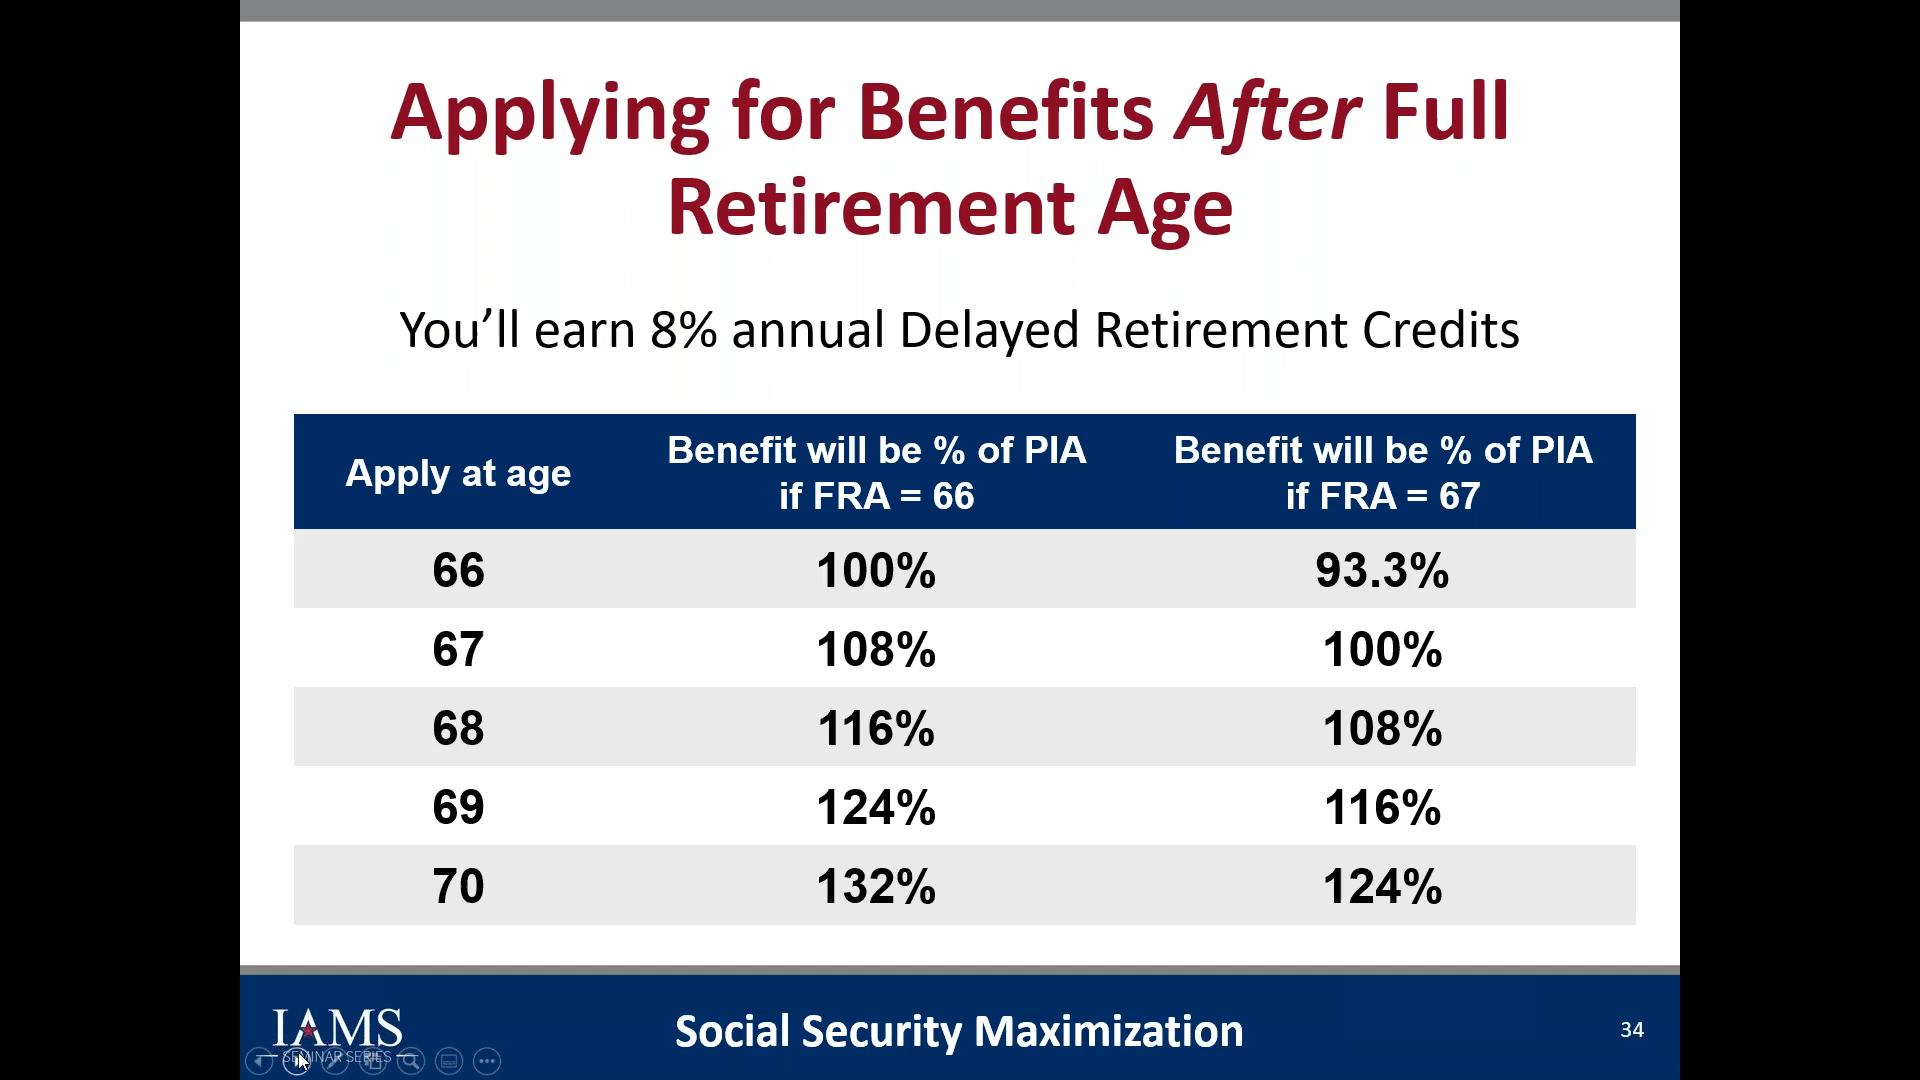 Applying for Benefits After Full
Retirement Age
You’ll earn 8% annual Delayed Retirement Credits
Apply at age
Benefit will be % of PIA
if FRA = 66
Benefit will be % of PIA
if FRA = 67
66 100% 93.3%
67 108% 100%
68 116% 108%
69 124% 116%
70 132% 124%
IAMS
SEMINAR SERIES
Social Security Maximization
34